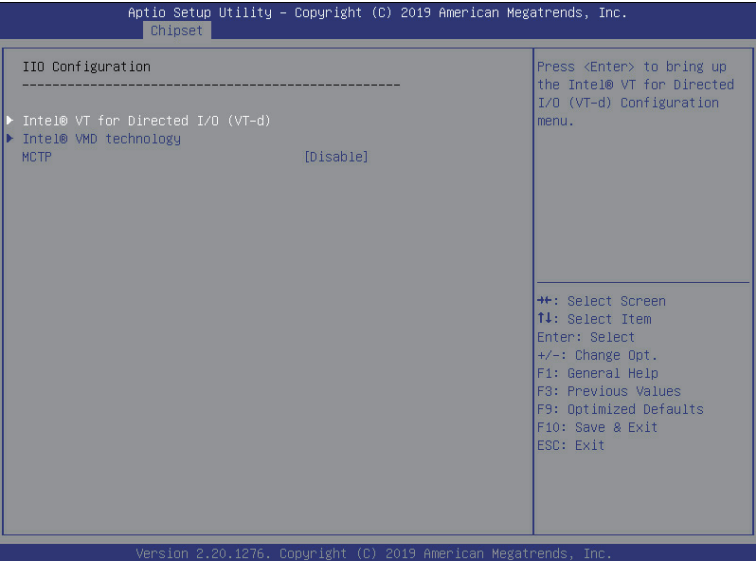 Aptio Setup Utility – Copyright (C) 2019 American Megatrends, Inc.
Chipset
IIO Configuration
--------------------------------------------------
▶ Intel® VT for Directed I/O (VT-d)
▶ Intel® VMD technology
MCTP [Disable]
Press <Enter> to bring up
the Intel® VT for Directed
I/O (VT-d) Configuration
menu.
→←: Select Screen
↑↓: Select Item
Enter: Select
+/-: Change Opt.
F1: General Help
F3: Previous Values
F9: Optimized Defaults
F10: Save & Exit
ESC: Exit
Version 2.20.1276. Copyright (C) 2019 American Megatrends, Inc.